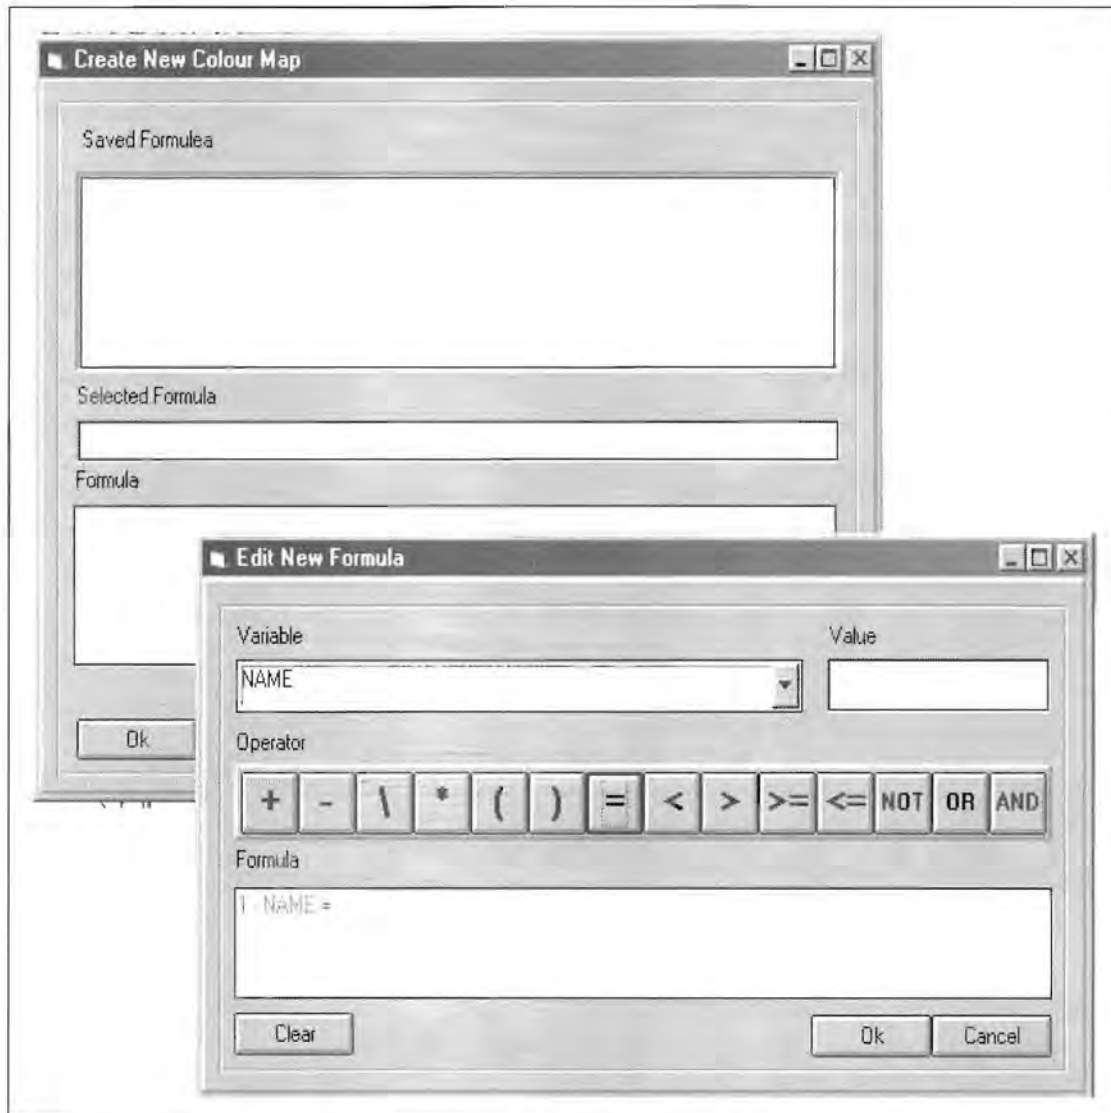 Create New Colour Map
Saved Formulea
Selected Formula
Formula
Ok
Edit New Formula
Variable Value
NAME
Operator
+ - \ * ( ) = < > >= <= NOT OR AND
Formula
1 - NAME =
Clear Ok Cancel